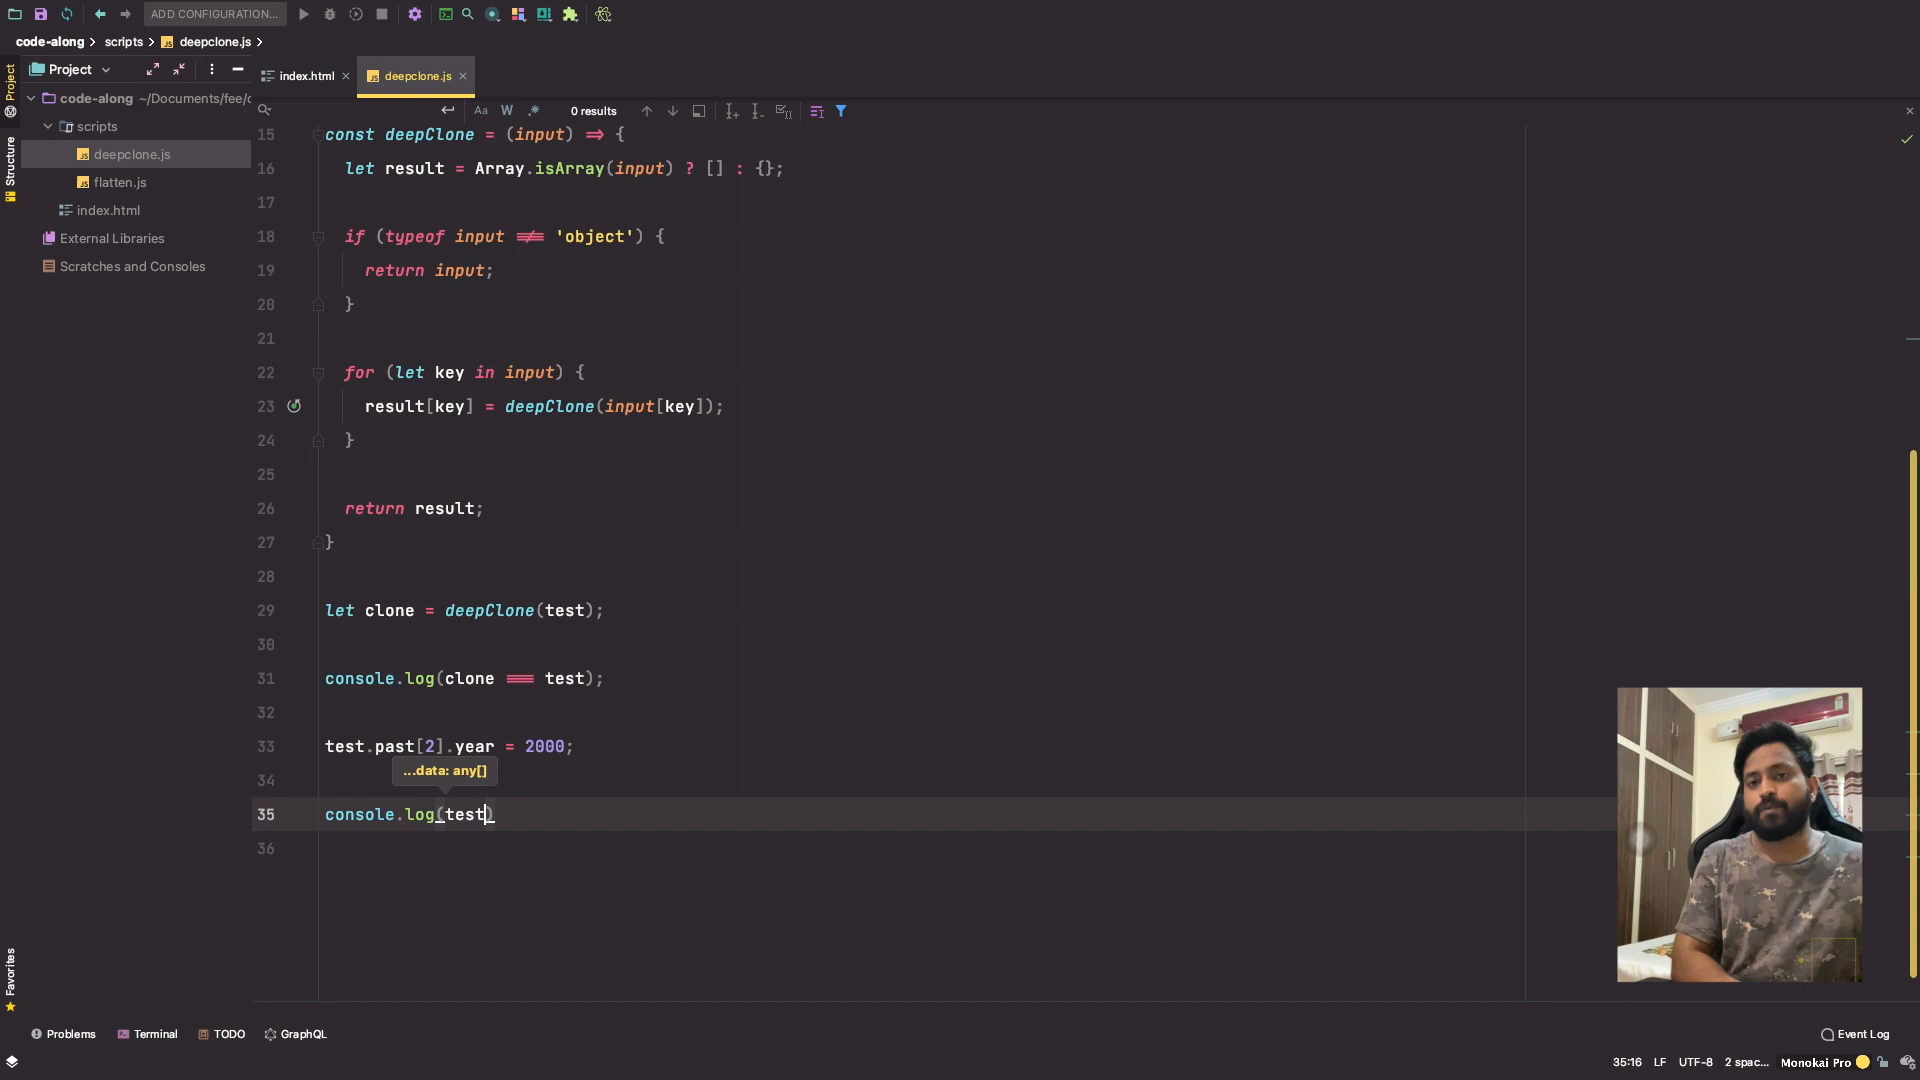 ADD CONFIGURATION...
code-along scripts deepclone.js
Project
index.html
deepclone.js
Project
Structure
Favorites
code-along ~/Documents/fee/c
scripts
deepclone.js
flatten.js
index.html
External Libraries
Scratches and Consoles
Aa W .* 0 results
15 const deepClone = (input) => {
16 let result = Array.isArray(input) ? [] : {};
17
18 if (typeof input !== 'object') {
19 return input;
20 }
21
22 for (let key in input) {
23 result[key] = deepClone(input[key]);
24 }
25
26 return result;
27 }
28
29 let clone = deepClone(test);
30
31 console.log(clone === test);
32
33 test.past[2].year = 2000;
...data: any[]
34
35 console.log(test)
36
Problems Terminal TODO GraphQL Event Log
35:16 LF UTF-8 2 spac... Monokai Pro